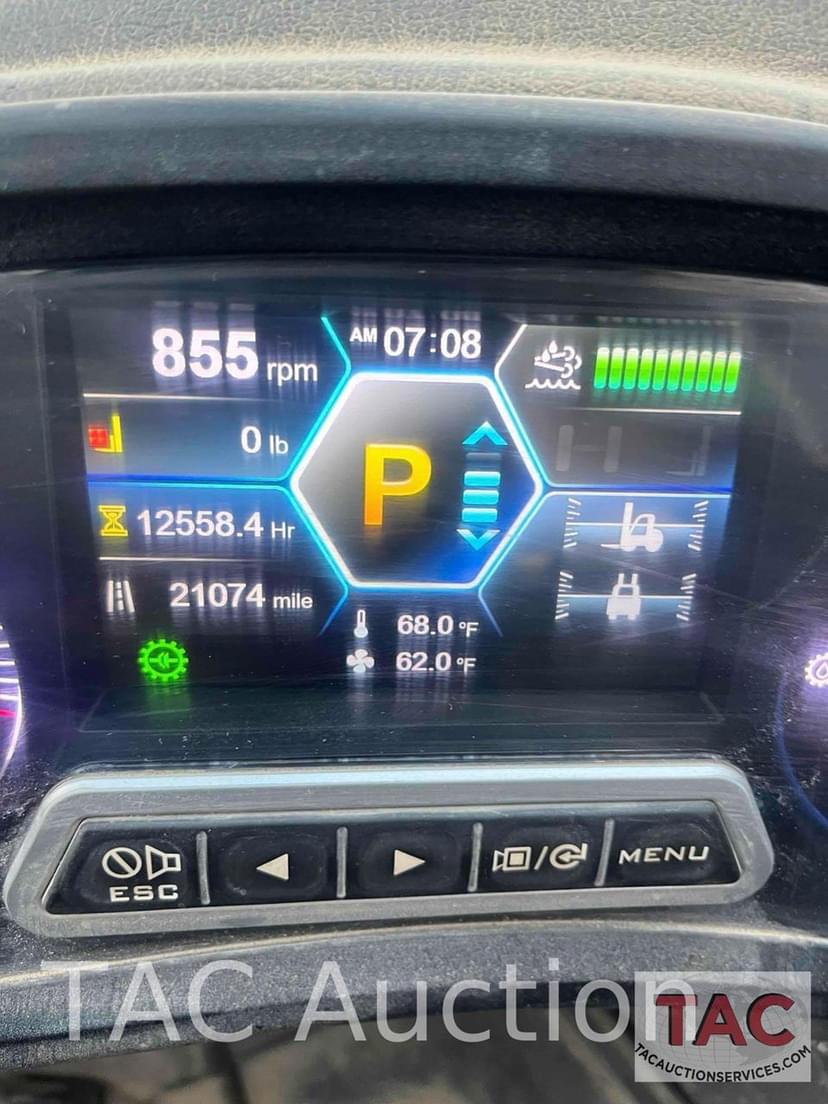 855 rpm
AM 07:08
0 lb
P
12558.4 Hr
21074 mile
68.0 °F
62.0 °F
ESC
MENU
TAC Auction
TAC
TACAUCTIONSERVICES.COM